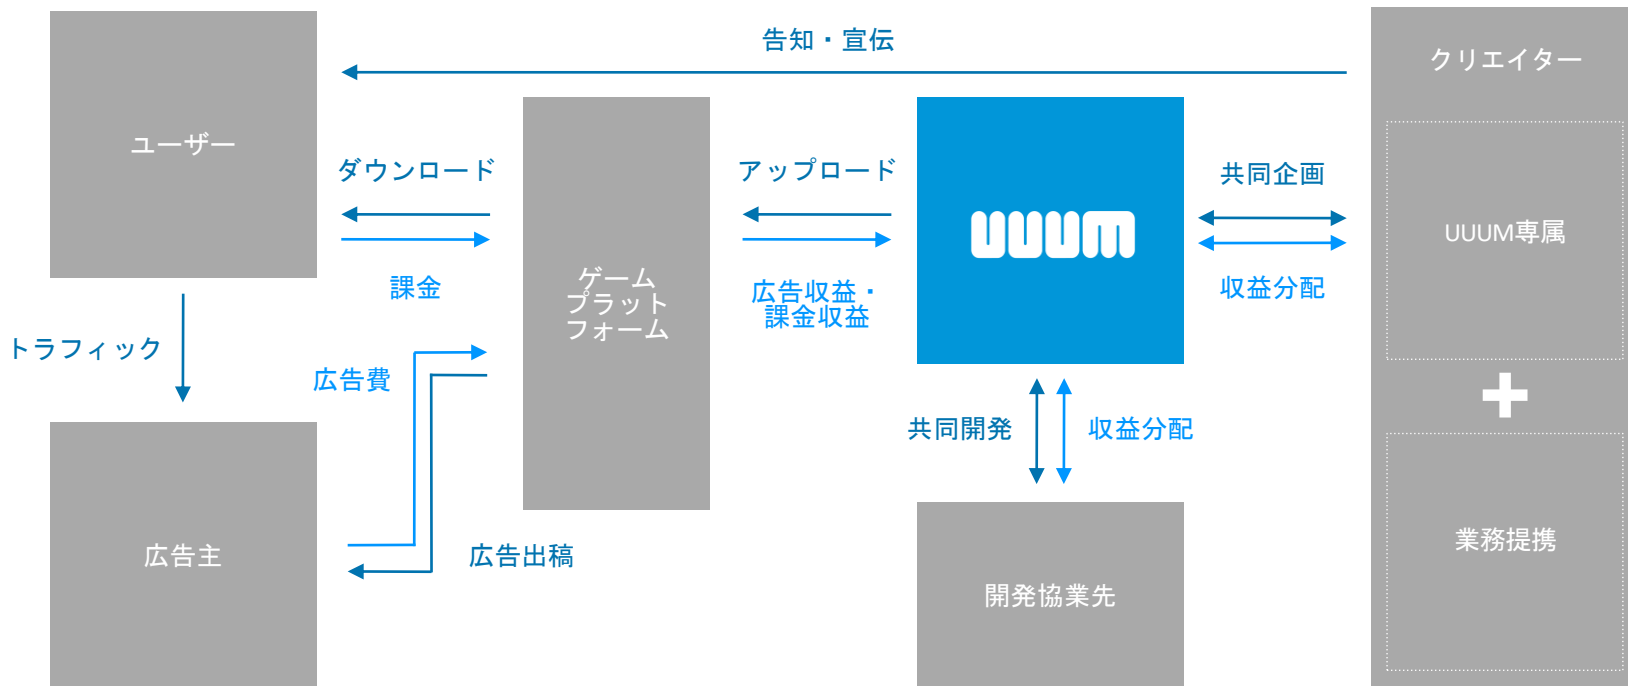 告知・宣伝
クリエイター
ユーザー
ダウンロード
アップロード
共同企画
UUUM
UUUM専属
課金
ゲーム
プラット
フォーム
広告収益・
課金収益
収益分配
トラフィック
広告費
共同開発
収益分配
広告主
広告出稿
開発協業先
業務提携